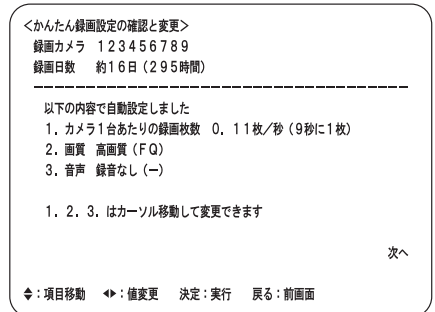 <かんたん録画設定の確認と変更>
録画カメラ 123456789
録画日数 約16日(295時間)
以下の内容で自動設定しました
1. カメラ1台あたりの録画枚数 0. 11枚/秒(9秒に1枚)
2. 画質 高画質(FQ)
3. 音声 録音なし(−)
1. 2. 3. はカーソル移動して変更できます
次へ
:項目移動 :値変更 決定:実行 戻る:前画面